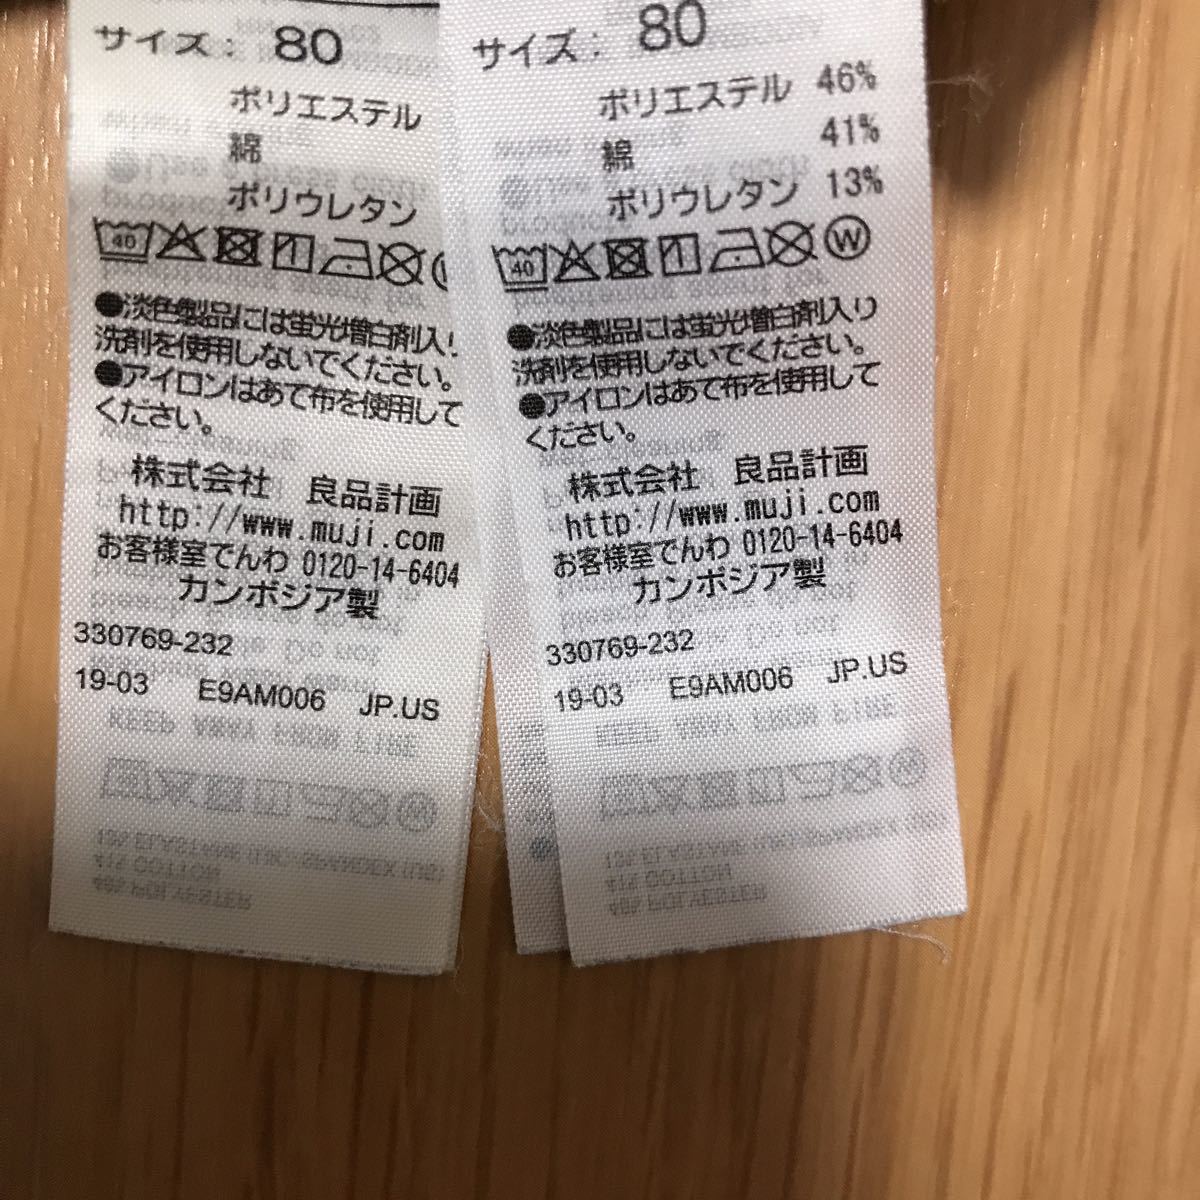 サイズ: 80
ポリエステル
綿
ポリウレタン
40
●淡色製品には蛍光増白剤入り
洗剤を使用しないでください。
●アイロンはあて布を使用して
ください。
株式会社 良品計画
http://www.muji.com
お客様室でんわ 0120-14-6404
カンボジア製
330769-232
19-03 E9AM006 JP.US
サイズ: 80
ポリエステル 46%
綿 41%
ポリウレタン 13%
40 W
●淡色製品には蛍光増白剤入り
洗剤を使用しないでください。
●アイロンはあて布を使用して
ください。
株式会社 良品計画
http://www.muji.com
お客様室でんわ 0120-14-6404
カンボジア製
330769-232
19-03 E9AM006 JP.US